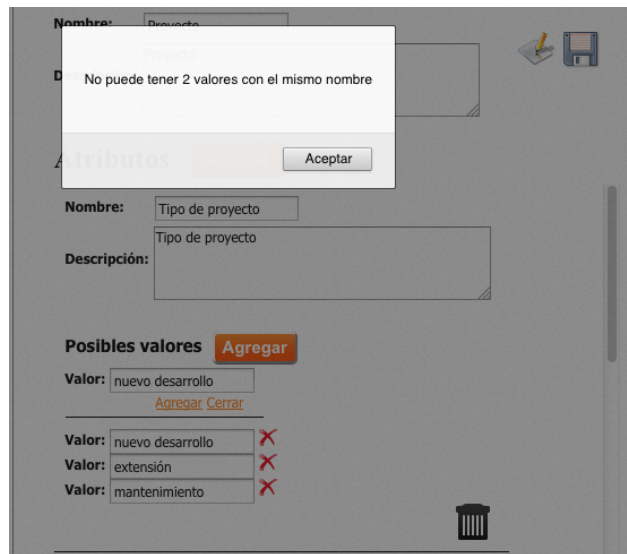 Nombre:
Proyecto
Proyecto
No puede tener 2 valores con el mismo nombre
Atributos
Aceptar
Nombre: Tipo de proyecto
Tipo de proyecto
Descripción:
Posibles valores Agregar
Valor: nuevo desarrollo
Agregar Cerrar
Valor: nuevo desarrollo
Valor: extensión
Valor: mantenimiento